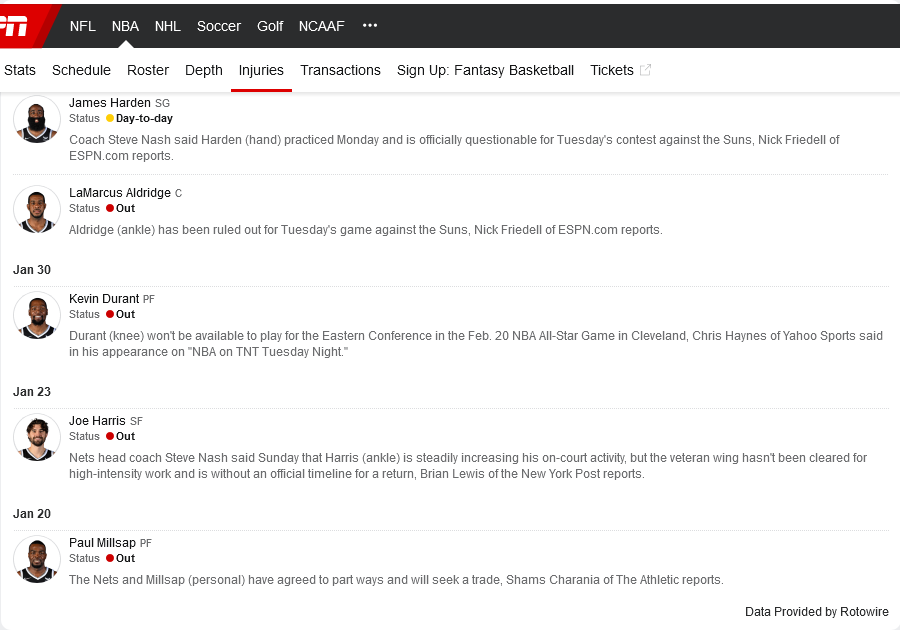 NFL NBA NHL Soccer Golf NCAAF •••
Stats Schedule Roster Depth Injuries Transactions Sign Up: Fantasy Basketball Tickets
James Harden SG
Status Day-to-day
Coach Steve Nash said Harden (hand) practiced Monday and is officially questionable for Tuesday's contest against the Suns, Nick Friedell of
ESPN.com reports.
LaMarcus Aldridge C
Status Out
Aldridge (ankle) has been ruled out for Tuesday's game against the Suns, Nick Friedell of ESPN.com reports.
Jan 30
Kevin Durant PF
Status Out
Durant (knee) won't be available to play for the Eastern Conference in the Feb. 20 NBA All-Star Game in Cleveland, Chris Haynes of Yahoo Sports said
in his appearance on "NBA on TNT Tuesday Night."
Jan 23
Joe Harris SF
Status Out
Nets head coach Steve Nash said Sunday that Harris (ankle) is steadily increasing his on-court activity, but the veteran wing hasn't been cleared for
high-intensity work and is without an official timeline for a return, Brian Lewis of the New York Post reports.
Jan 20
Paul Millsap PF
Status Out
The Nets and Millsap (personal) have agreed to part ways and will seek a trade, Shams Charania of The Athletic reports.
Data Provided by Rotowire